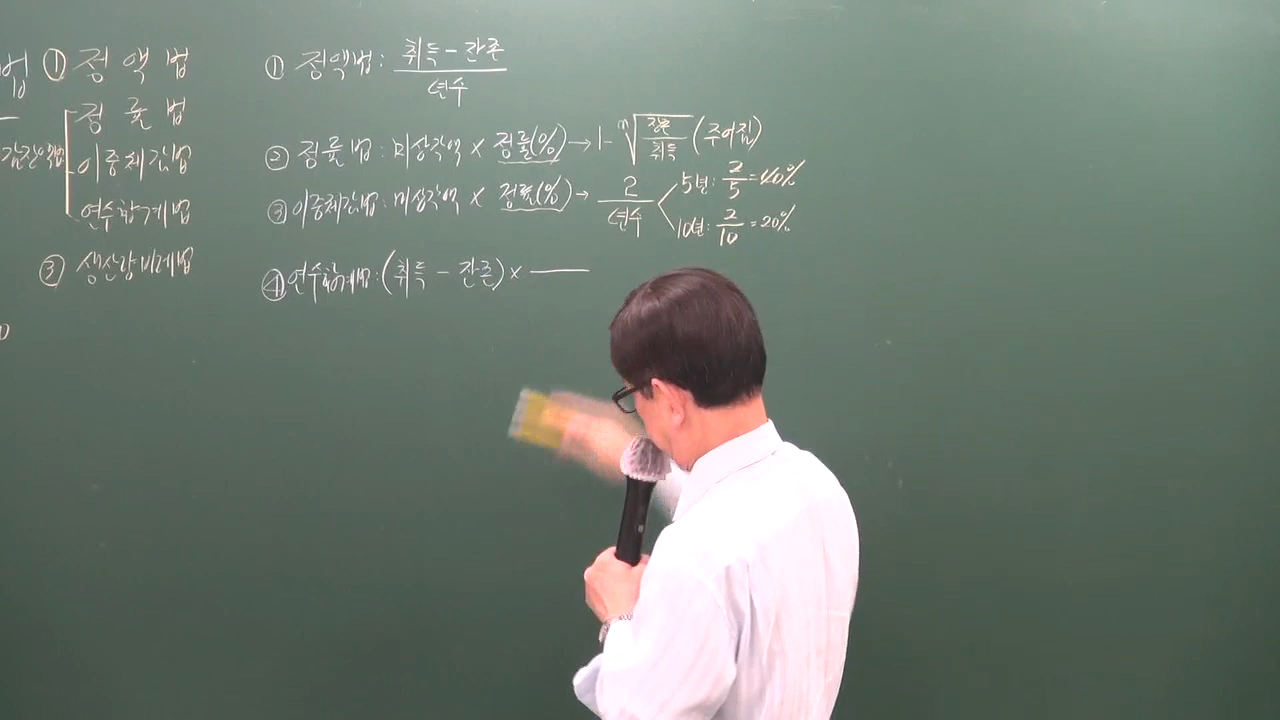 법 ① 정액법
정률법
이중체감법
연수합계법
③ 생산량비례법
① 정액법: 취득-잔존 / 연수
② 정률법: 미상각액 × 정률(%) → 1- n√ 잔존/취득 (주어짐)
③ 이중체감법: 미상각액 × 정률(%) → 2/연수
5년: 2/5 = 40%
10년: 2/10 = 20%
④ 연수합계법: (취득 - 잔존) ×